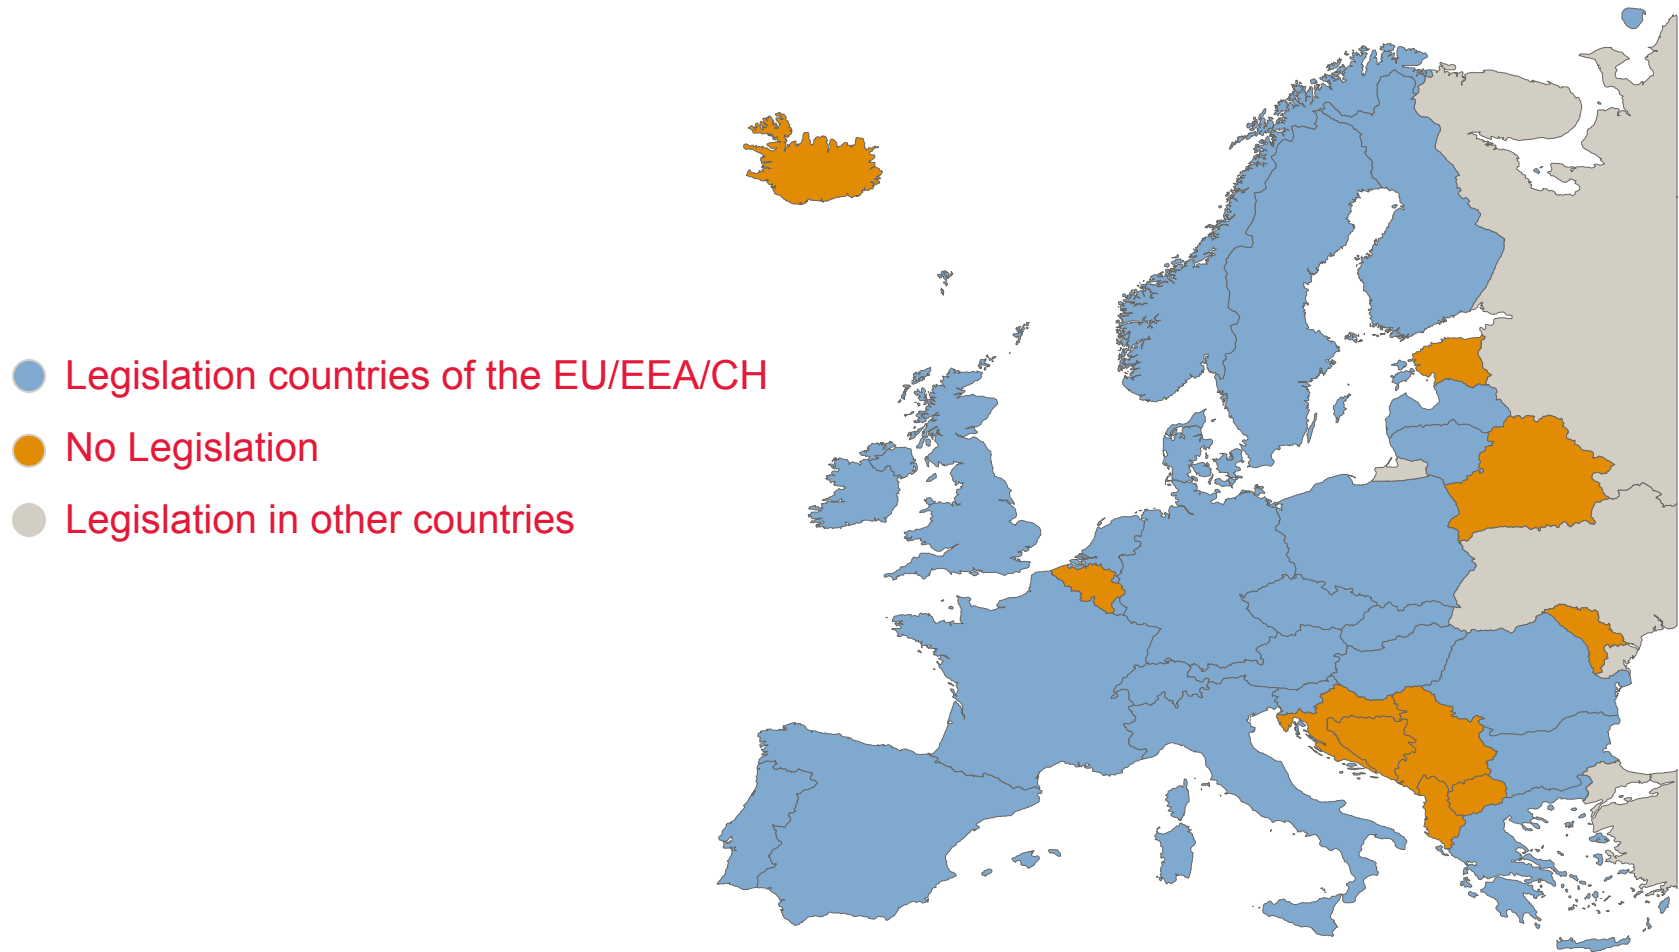 Legislation countries of the EU/EEA/CH
No Legislation
Legislation in other countries